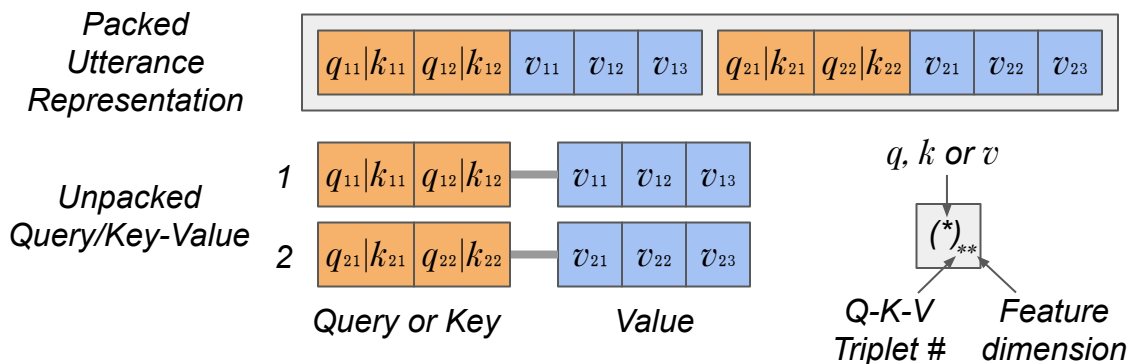 Packed
Utterance
Representation
q₁₁|k₁₁ q₁₂|k₁₂ v₁₁ v₁₂ v₁₃ q₂₁|k₂₁ q₂₂|k₂₂ v₂₁ v₂₂ v₂₃
Unpacked
Query/Key-Value
1 q₁₁|k₁₁ q₁₂|k₁₂ v₁₁ v₁₂ v₁₃
2 q₂₁|k₂₁ q₂₂|k₂₂ v₂₁ v₂₂ v₂₃
Query or Key
Value
q, k or v
(*)**
Q-K-V
Triplet #
Feature
dimension